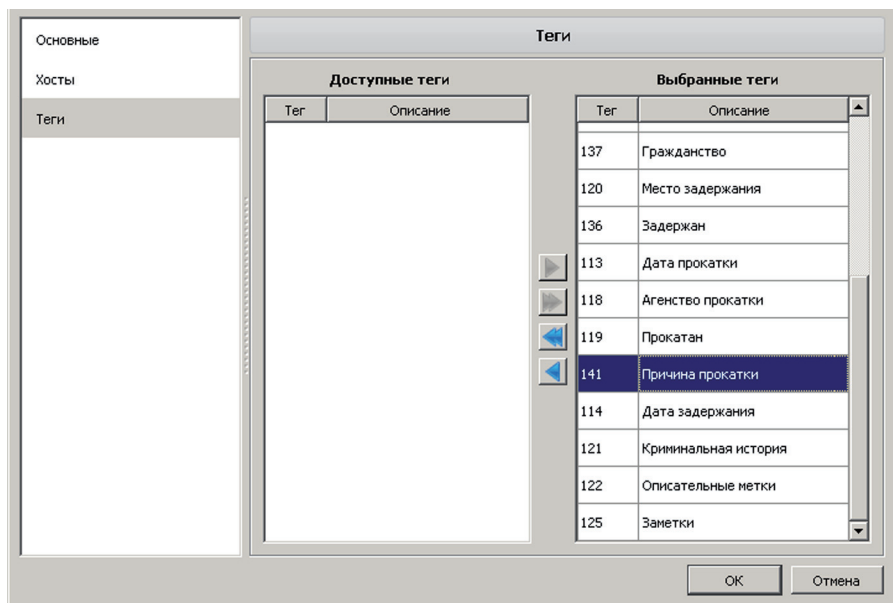 Основные
Хосты
Теги
Теги
Доступные теги
Тег Описание
Выбранные теги
Тег Описание
137 Гражданство
120 Место задержания
136 Задержан
113 Дата прокатки
118 Агенство прокатки
119 Прокатан
141 Причина прокатки
114 Дата задержания
121 Криминальная история
122 Описательные метки
125 Заметки
OK Отмена